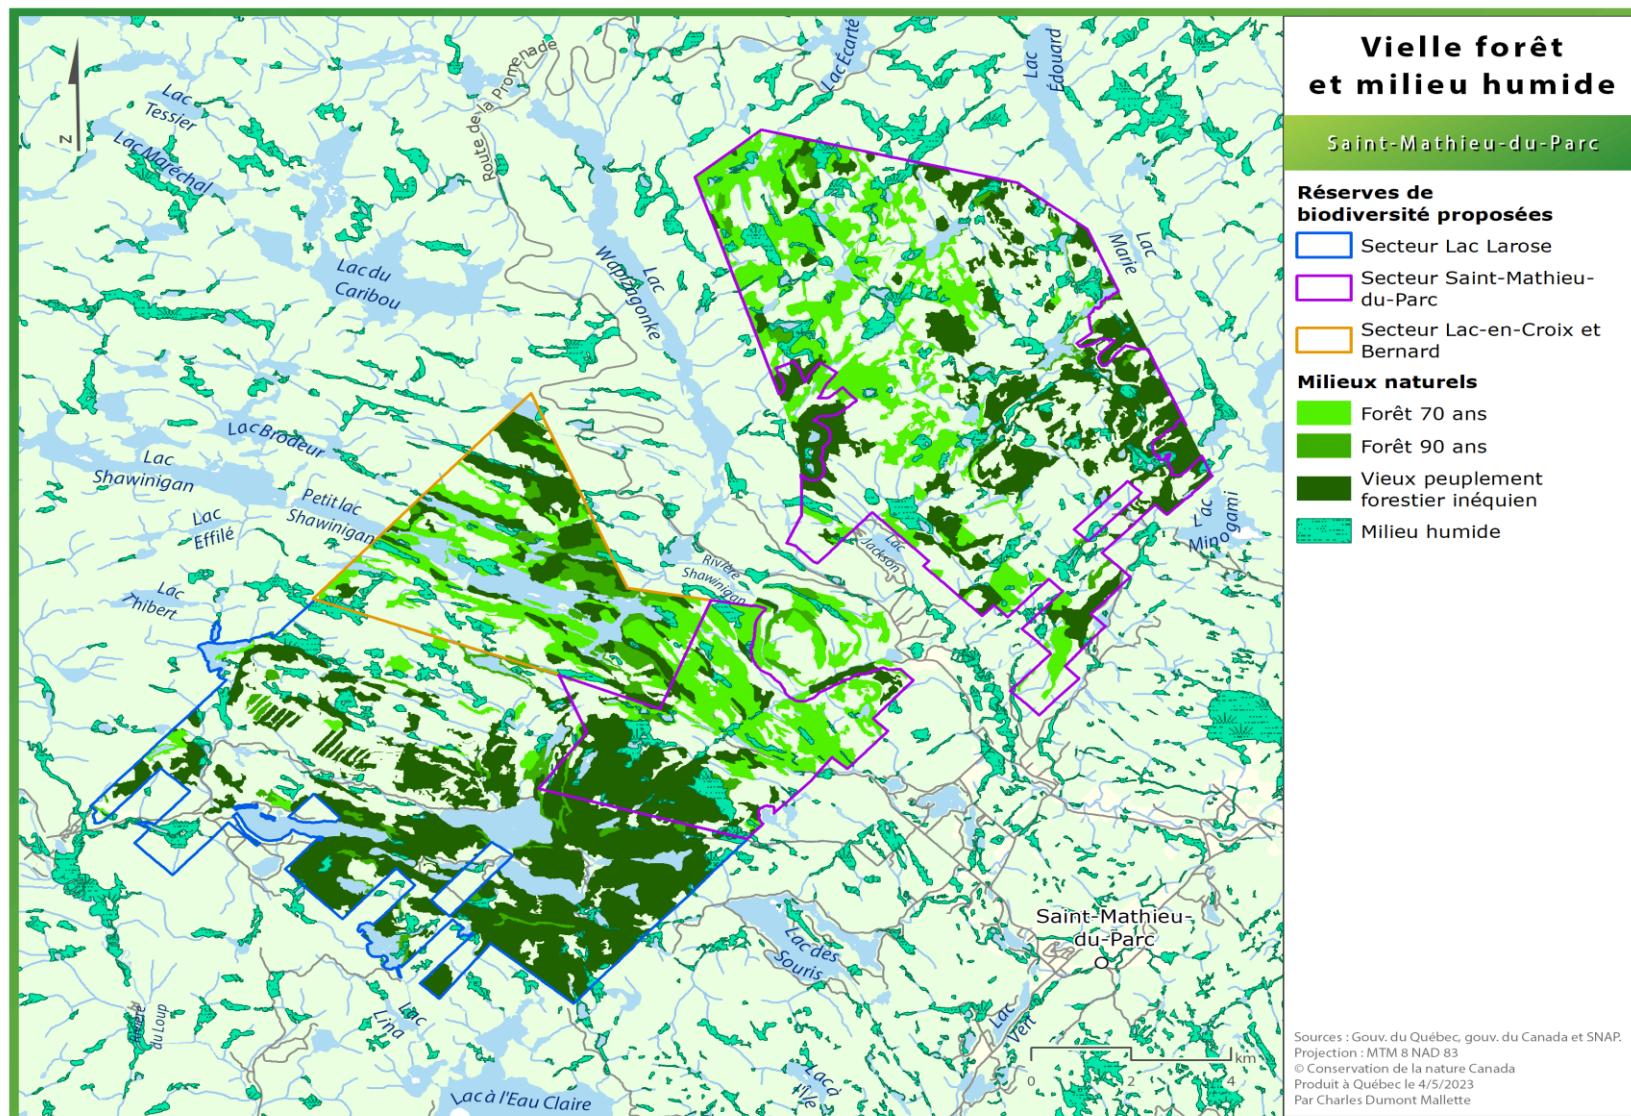 Vielle forêt
et milieu humide
Saint-Mathieu-du-Parc
Réserves de
biodiversité proposées
Secteur Lac Larose
Secteur Saint-Mathieu-
du-Parc
Secteur Lac-en-Croix et
Bernard
Milieux naturels
Forêt 70 ans
Forêt 90 ans
Vieux peuplement
forestier inéquien
Milieu humide
Sources : Gouv. du Québec, gouv. du Canada et SNAP.
Projection : MTM 8 NAD 83
© Conservation de la nature Canada
Produit à Québec le 4/5/2023
Par Charles Dumont Mallette
N
Lac
Tessier
Lac Maréchal
Route de la Promenade
Lac Écarté
Lac
Édouard
Lac du
Caribou
Lac
Wapizagonke
Lac
Marie
Lac Brodeur
Lac
Shawinigan
Petit lac
Shawinigan
Lac
Effilé
Lac
Thibert
Rivière
Shawinigan
Lac
Jackson
Lac
Minogami
Saint-Mathieu-
du-Parc
Lac des
Souris
Lac
Vert
Lac
Lina
Rivière
du Loup
Lac à l'Eau Claire
Lac à
l'Île
0
2
4
km